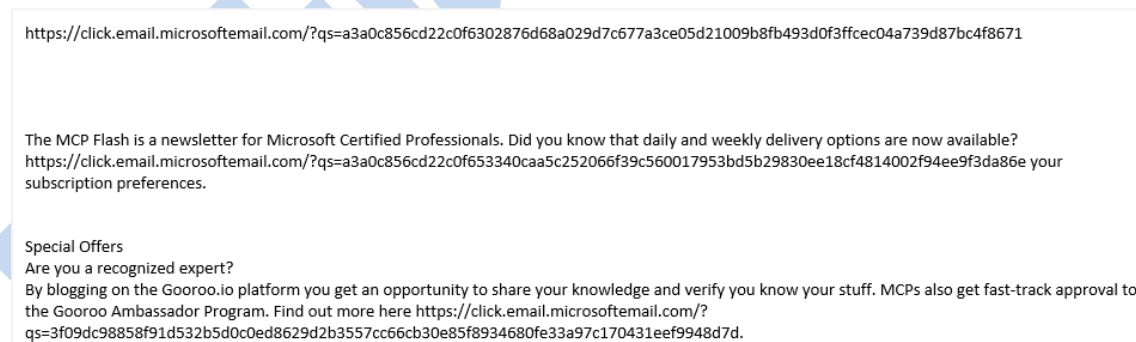 https://click.email.microsoftemail.com/?qs=a3a0c856cd22c0f6302876d68a029d7c677a3ce05d21009b8fb493d0f3ffcec04a739d87bc4f8671
The MCP Flash is a newsletter for Microsoft Certified Professionals. Did you know that daily and weekly delivery options are now available?
https://click.email.microsoftemail.com/?qs=a3a0c856cd22c0f653340caa5c252066f39c560017953bd5b29830ee18cf4814002f94ee9f3da86e your
subscription preferences.
Special Offers
Are you a recognized expert?
By blogging on the Gooroo.io platform you get an opportunity to share your knowledge and verify you know your stuff. MCPs also get fast-track approval to
the Gooroo Ambassador Program. Find out more here https://click.email.microsoftemail.com/?
qs=3f09dc98858f91d532b5d0c0ed8629d2b3557cc66cb30e85f8934680fe33a97c170431eef9948d7d.